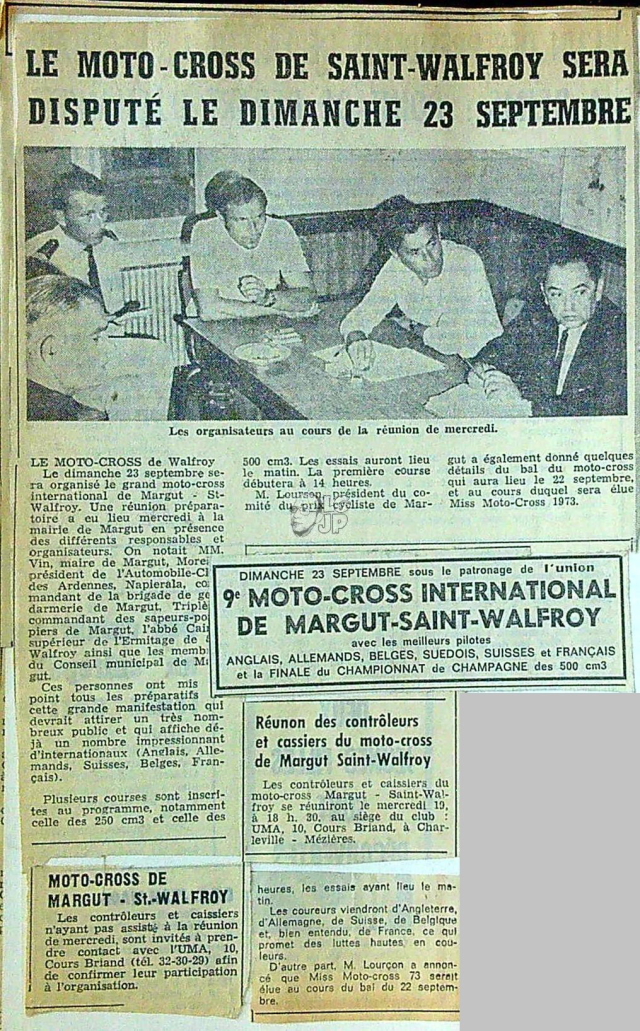 LE MOTO-CROSS DE SAINT-WALFROY SERA
DISPUTÉ LE DIMANCHE 23 SEPTEMBRE
Les organisateurs au cours de la réunion de mercredi.
LE MOTO-CROSS de Walfroy
Le dimanche 23 septembre se-
ra organisé le grand moto-cross
international de Margut - St-
Walfroy. Une réunion prépara-
toire a eu lieu mercredi à la
mairie de Margut en présence
des différents responsables et
organisateurs. On notait MM.
Vin, maire de Margut, Morei
président de l'Automobile-Cl
des Ardennes, Napierala, co
mandant de la brigade de ge
darmerie de Margut, Triplè
commandant des sapeurs-po
piers de Margut, l'abbé Cai
supérieur de l'Ermitage de
Walfroy ainsi que les memb
du Conseil municipal de M
gut.
Ces personnes ont mis
point tous les préparatifs
cette grande manifestation qui
devrait attirer un très nom-
breux public et qui affiche dé-
jà un nombre impressionnant
d'internationaux (Anglais, Alle-
mands, Suisses, Belges, Fran-
çais).
Plusieurs courses sont inscri-
tes au programme, notamment
celle des 250 cm3 et celle des
500 cm3. Les essais auront lieu
le matin. La première course
débutera à 14 heures.
M. Lourson, président du co-
mité du prix cycliste de Mar-
gut a également donné quelques
détails du bal du moto-cross
qui aura lieu le 22 septembre,
et au cours duquel sera élue
Miss Moto-Cross 1973.
JP
DIMANCHE 23 SEPTEMBRE sous le patronage de l'union
9e MOTO-CROSS INTERNATIONAL
DE MARGUT-SAINT-WALFROY
avec les meilleurs pilotes
ANGLAIS, ALLEMANDS, BELGES, SUEDOIS, SUISSES et FRANÇAIS
et la FINALE du CHAMPIONNAT de CHAMPAGNE des 500 cm3
Réunon des contrôleurs
et cassiers du moto-cross
de Margut Saint-Walfroy
Les contrôleurs et caissiers du
moto-cross Margut - Saint-Wal-
froy se réuniront le mercredi 19,
à 18 h. 30, au siège du club :
UMA, 10, Cours Briand, à Char-
leville - Mézières.
MOTO-CROSS DE
MARGUT - St.-WALFROY
Les contrôleurs et caissiers
n'ayant pas assisté à la réunion
de mercredi, sont invités à pren-
dre contact avec l'UMA, 10,
Cours Briand (tél. 32-30-29) afin
de confirmer leur participation
à l'organisation.
heures, les essais ayant lieu le ma-
tin.
Les coureurs viendront d'Angleterre,
d'Allemagne, de Suisse, de Belgique
et, bien entendu, de France, ce qui
promet des luttes hautes en cou-
leurs.
D'autre part, M. Lourçon a annon-
cé que Miss Moto-cross 73 serait
élue au cours du bal du 22 septem-
bre.